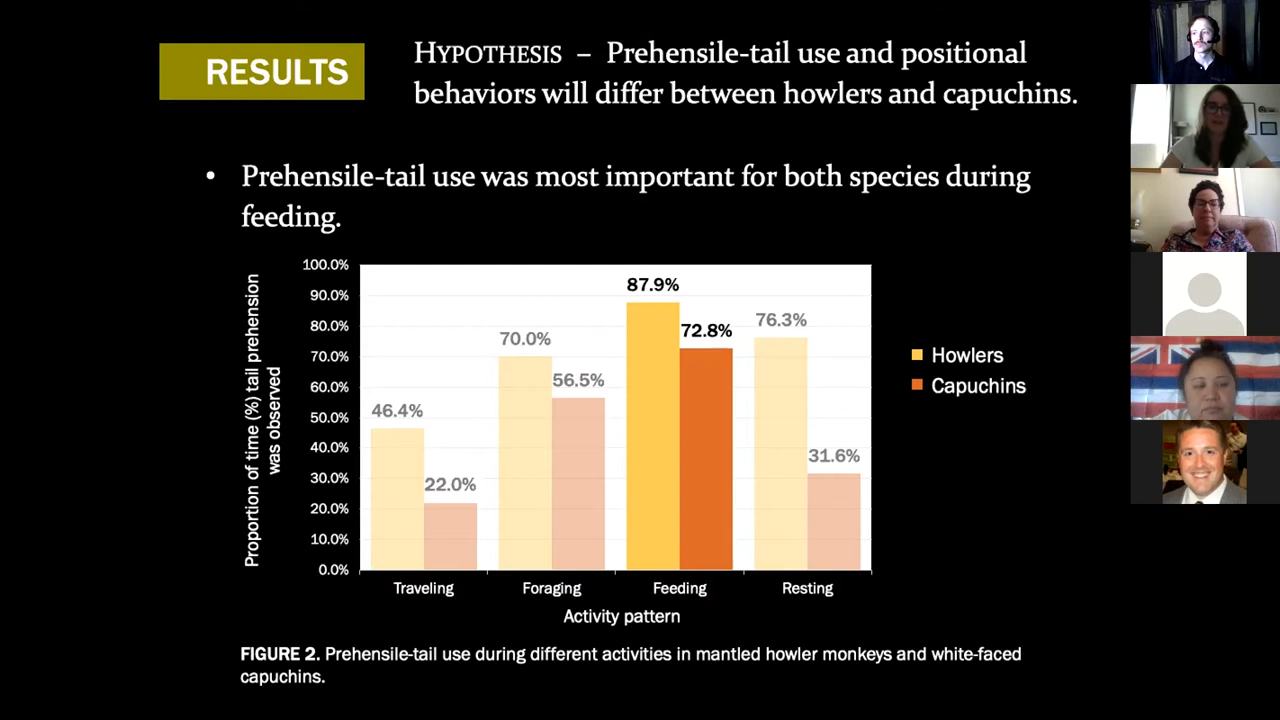 RESULTS
HYPOTHESIS – Prehensile-tail use and positional
behaviors will differ between howlers and capuchins.
• Prehensile-tail use was most important for both species during
feeding.
Proportion of time (%) tail prehension
was observed
100.0%
90.0%
80.0%
70.0%
60.0%
50.0%
40.0%
30.0%
20.0%
10.0%
0.0%
46.4%
22.0%
70.0%
56.5%
87.9%
72.8%
76.3%
31.6%
Traveling
Foraging
Feeding
Resting
Activity pattern
Howlers
Capuchins
FIGURE 2. Prehensile-tail use during different activities in mantled howler monkeys and white-faced
capuchins.